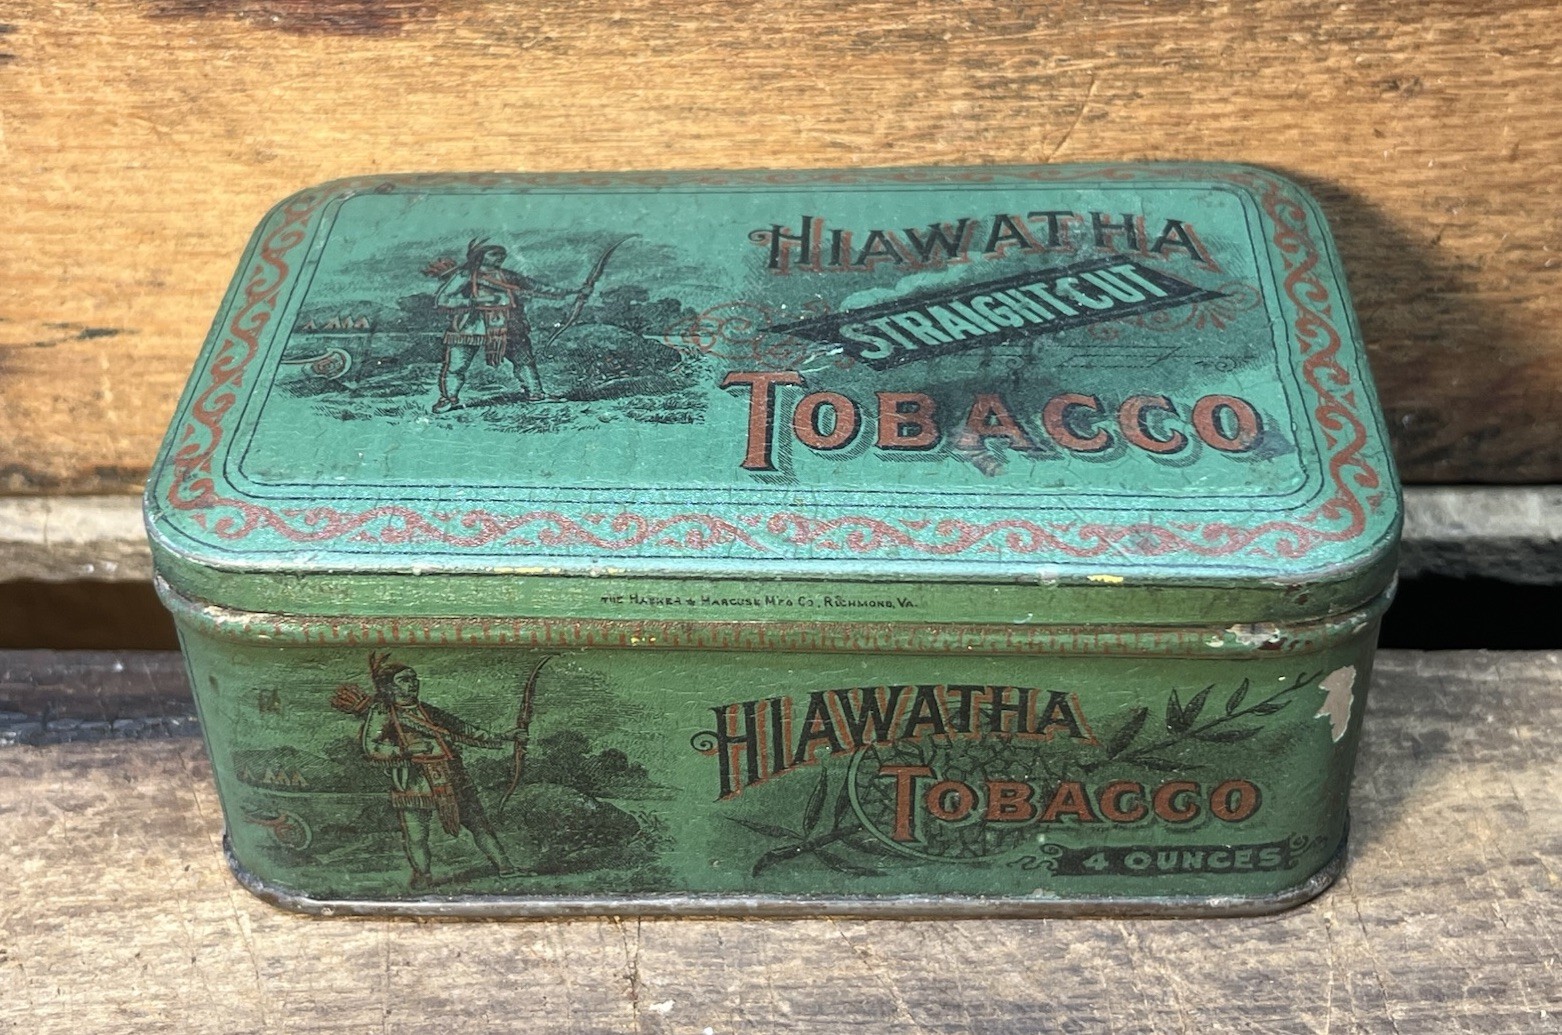 HIAWATHA
STRAIGHT CUT
TOBACCO
THE HASKER & MARCUSE MFG CO, RICHMOND, VA.
HIAWATHA
TOBACCO
4 OUNCES